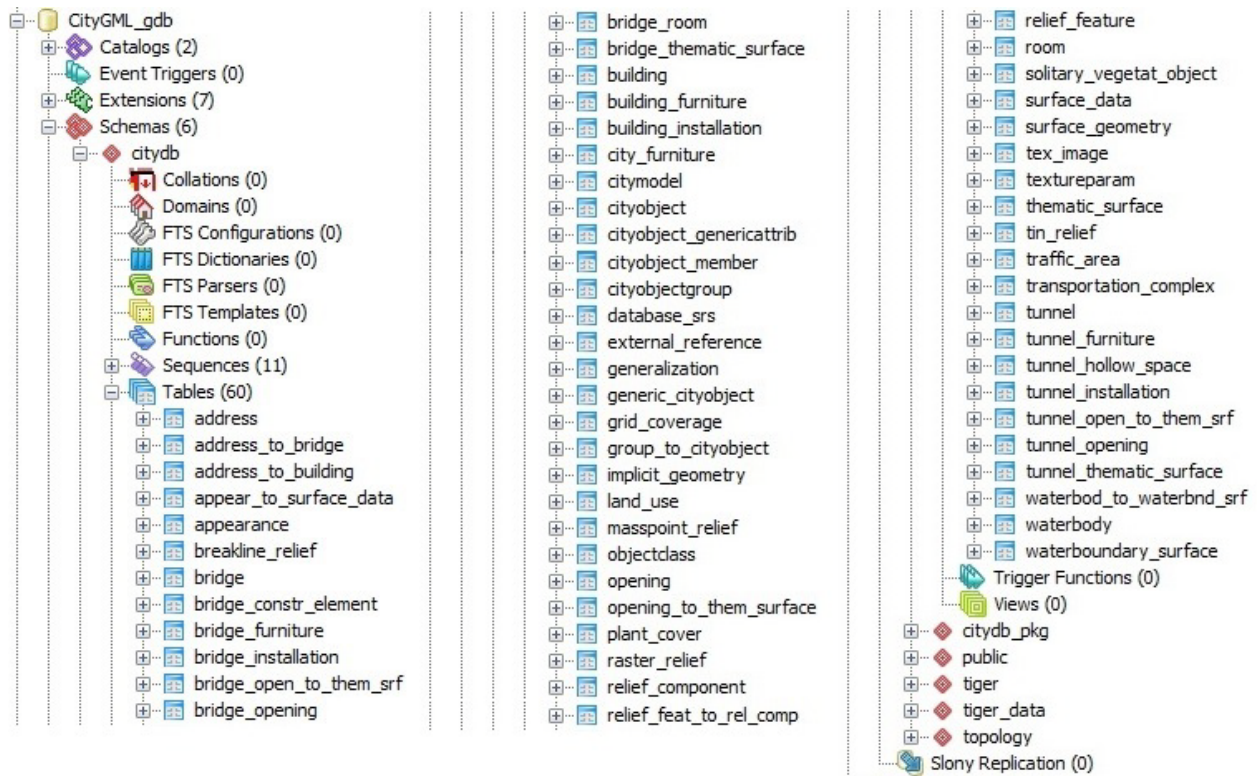 CityGML_gdb
Catalogs (2)
Event Triggers (0)
Extensions (7)
Schemas (6)
citydb
Collations (0)
Domains (0)
FTS Configurations (0)
FTS Dictionaries (0)
FTS Parsers (0)
FTS Templates (0)
Functions (0)
Sequences (11)
Tables (60)
address
address_to_bridge
address_to_building
appear_to_surface_data
appearance
breakline_relief
bridge
bridge_constr_element
bridge_furniture
bridge_installation
bridge_open_to_them_srf
bridge_opening
bridge_room
bridge_thematic_surface
building
building_furniture
building_installation
city_furniture
citymodel
cityobject
cityobject_genericattrib
cityobject_member
cityobjectgroup
database_srs
external_reference
generalization
generic_cityobject
grid_coverage
group_to_cityobject
implicit_geometry
land_use
masspoint_relief
objectclass
opening
opening_to_them_surface
plant_cover
raster_relief
relief_component
relief_feat_to_rel_comp
relief_feature
room
solitary_vegetat_object
surface_data
surface_geometry
tex_image
textureparam
thematic_surface
tin_relief
traffic_area
transportation_complex
tunnel
tunnel_furniture
tunnel_hollow_space
tunnel_installation
tunnel_open_to_them_srf
tunnel_opening
tunnel_thematic_surface
waterbod_to_waterbnd_srf
waterbody
waterboundary_surface
Trigger Functions (0)
Views (0)
citydb_pkg
public
tiger
tiger_data
topology
Slony Replication (0)